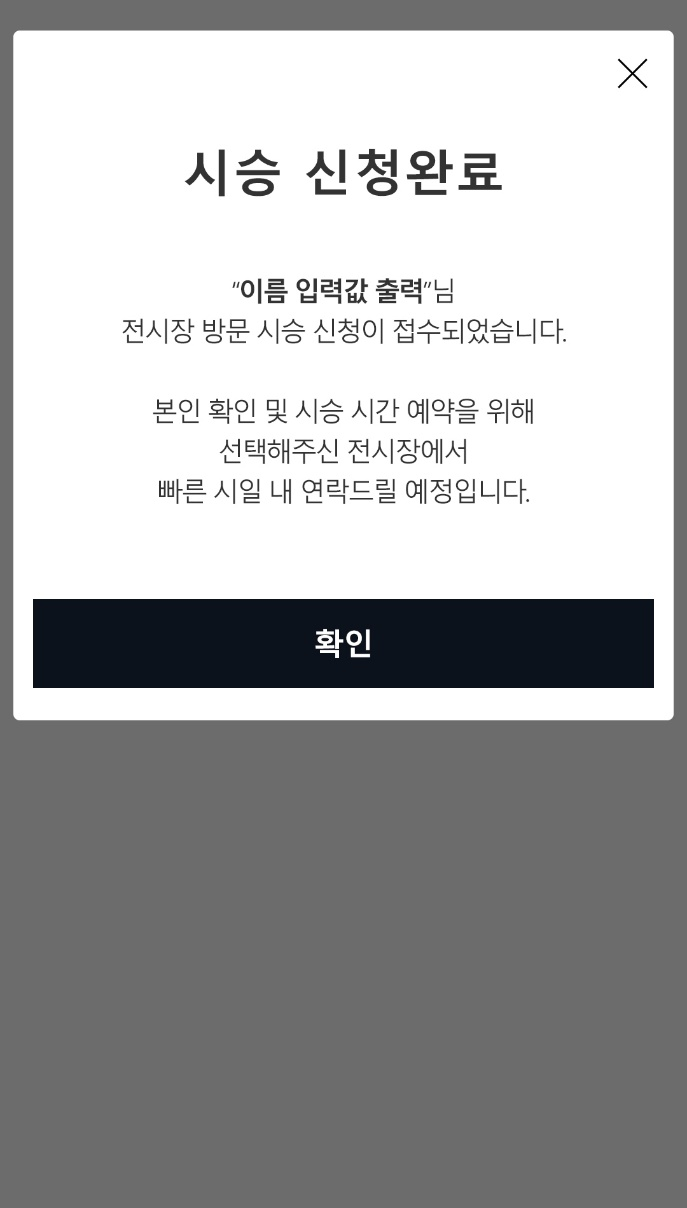 시승 신청완료
“이름 입력값 출력”님
전시장 방문 시승 신청이 접수되었습니다.
본인 확인 및 시승 시간 예약을 위해
선택해주신 전시장에서
빠른 시일 내 연락드릴 예정입니다.
확인